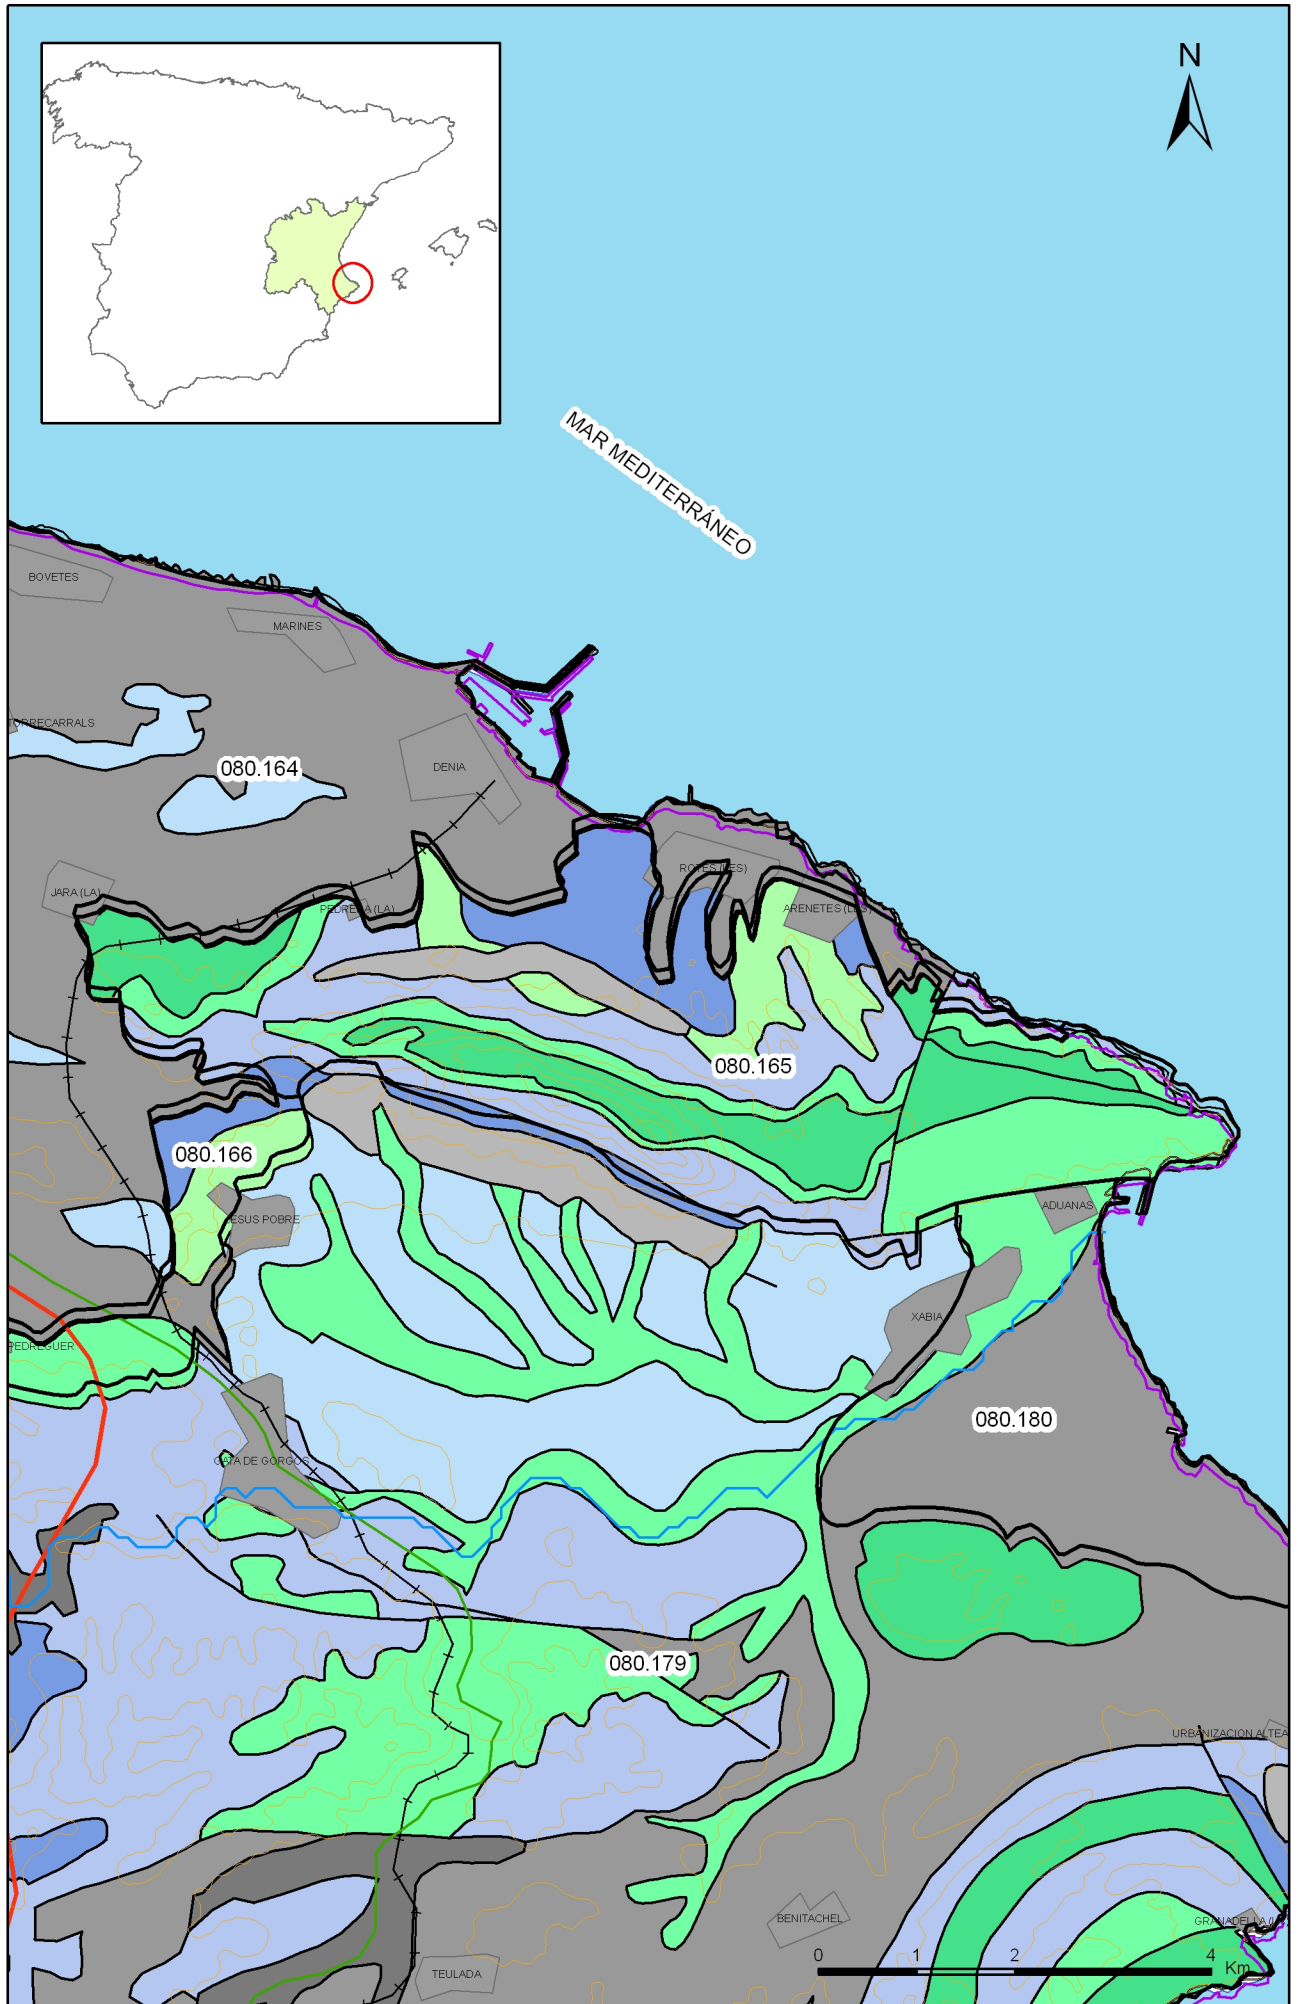 N
MAR MEDITERRÁNEO
BOVETES
MARINES
TORRECARRALS
080.164
DENIA
ROTES (LES)
JARA (LA)
PEDRERA (LA)
ARENETES (LES)
080.165
080.166
JESUS POBRE
ADUANAS
XABIA
PEDREGUER
080.180
GATA DE GORGOS
080.179
URBANIZACION ALTEA
BENITACHEL
GRANADELLA (LA)
0 1 2 4
Km
TEULADA